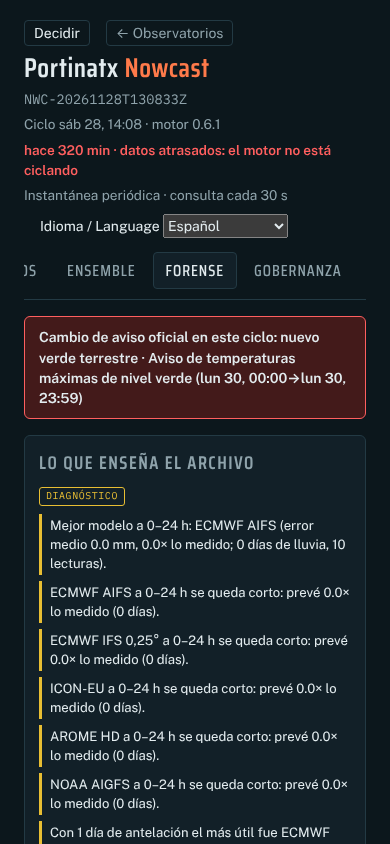 Decidir
← Observatorios
Portinatx Nowcast
NWC-20261128T130833Z
Ciclo sáb 28, 14:08 · motor 0.6.1
hace 320 min · datos atrasados: el motor no está
ciclando
Instantánea periódica · consulta cada 30 s
Idioma / Language Español
OS ENSEMBLE FORENSE GOBERNANZA
Cambio de aviso oficial en este ciclo: nuevo
verde terrestre · Aviso de temperaturas
máximas de nivel verde (lun 30, 00:00→lun 30,
23:59)
LO QUE ENSEÑA EL ARCHIVO
DIAGNÓSTICO
Mejor modelo a 0–24 h: ECMWF AIFS (error
medio 0.0 mm, 0.0× lo medido; 0 días de lluvia, 10
lecturas).
ECMWF AIFS a 0–24 h se queda corto: prevé 0.0×
lo medido (0 días).
ECMWF IFS 0,25° a 0–24 h se queda corto: prevé
0.0× lo medido (0 días).
ICON-EU a 0–24 h se queda corto: prevé 0.0× lo
medido (0 días).
AROME HD a 0–24 h se queda corto: prevé 0.0×
lo medido (0 días).
NOAA AIGFS a 0–24 h se queda corto: prevé 0.0×
lo medido (0 días).
Con 1 día de antelación el más útil fue ECMWF